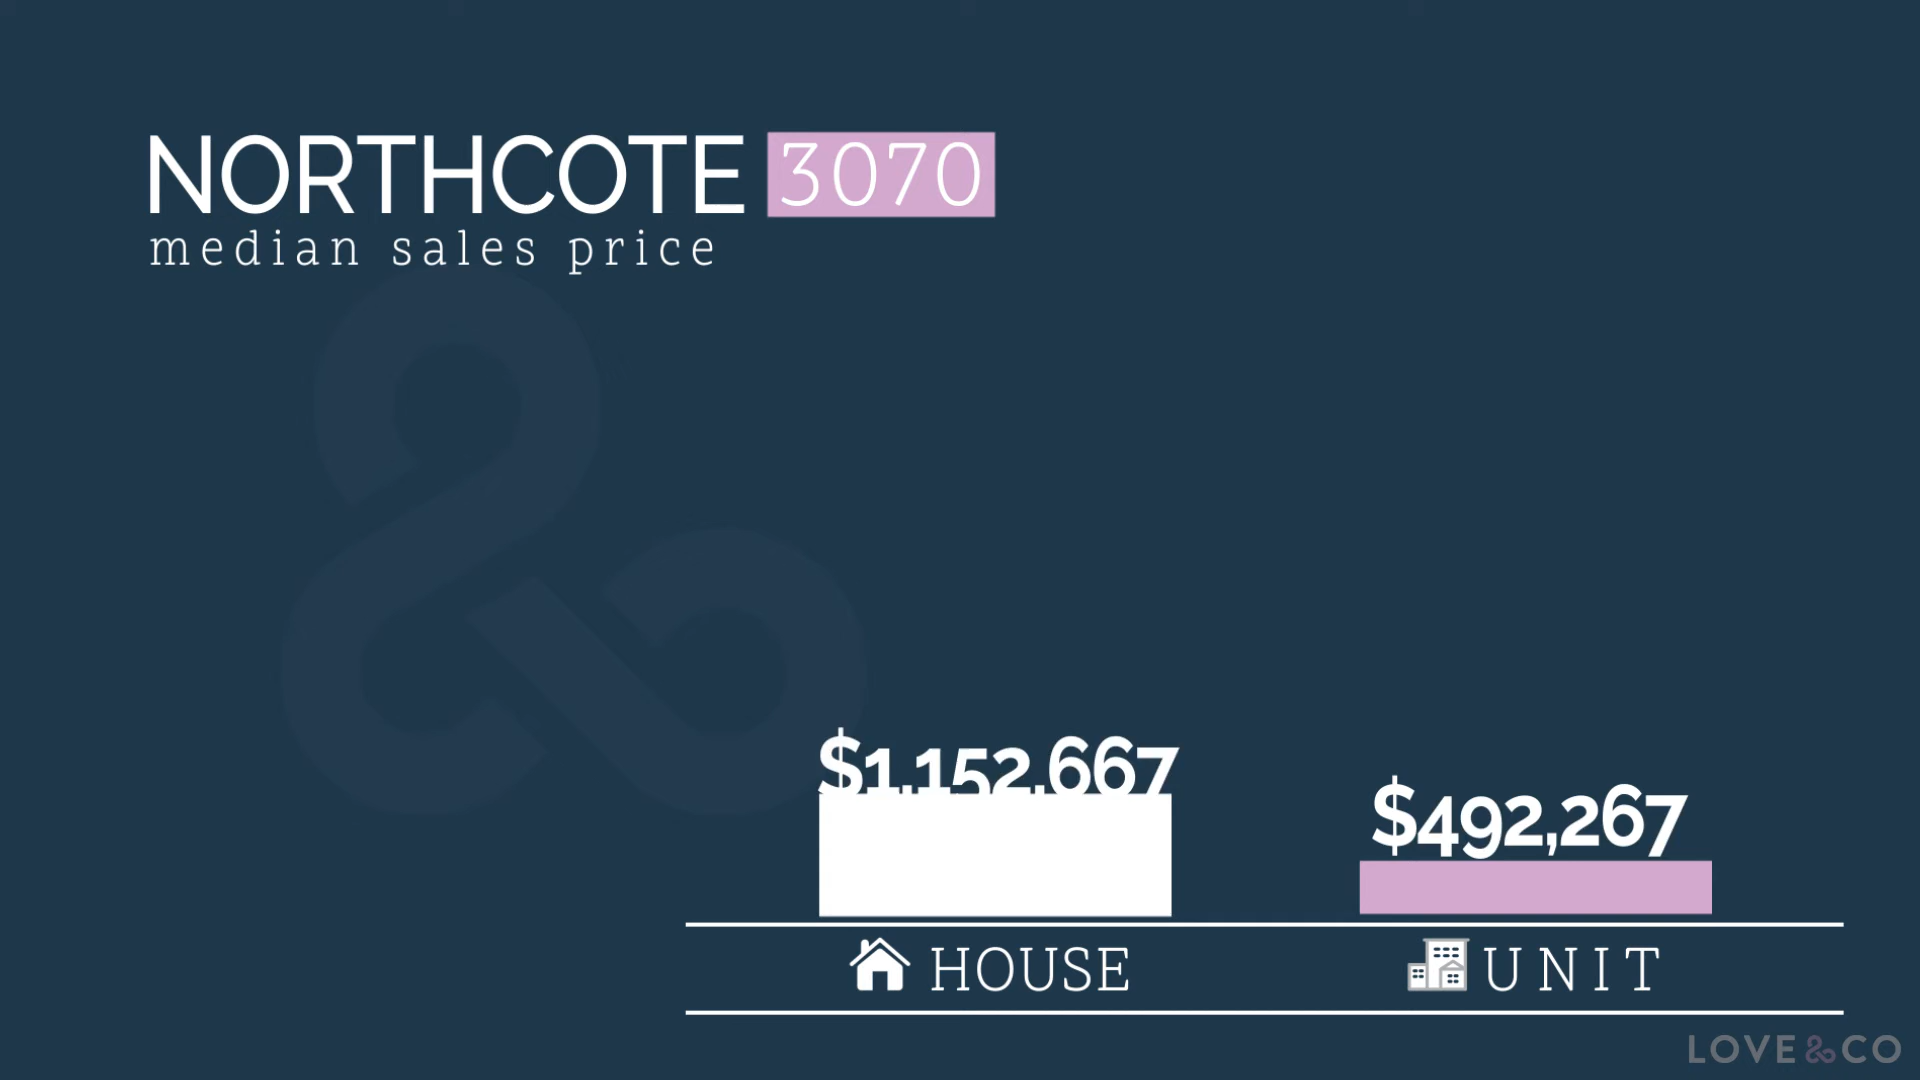 NORTHCOTE 3070
median sales price
$1,152,667
$492,267
HOUSE
UNIT
LOVE & CO